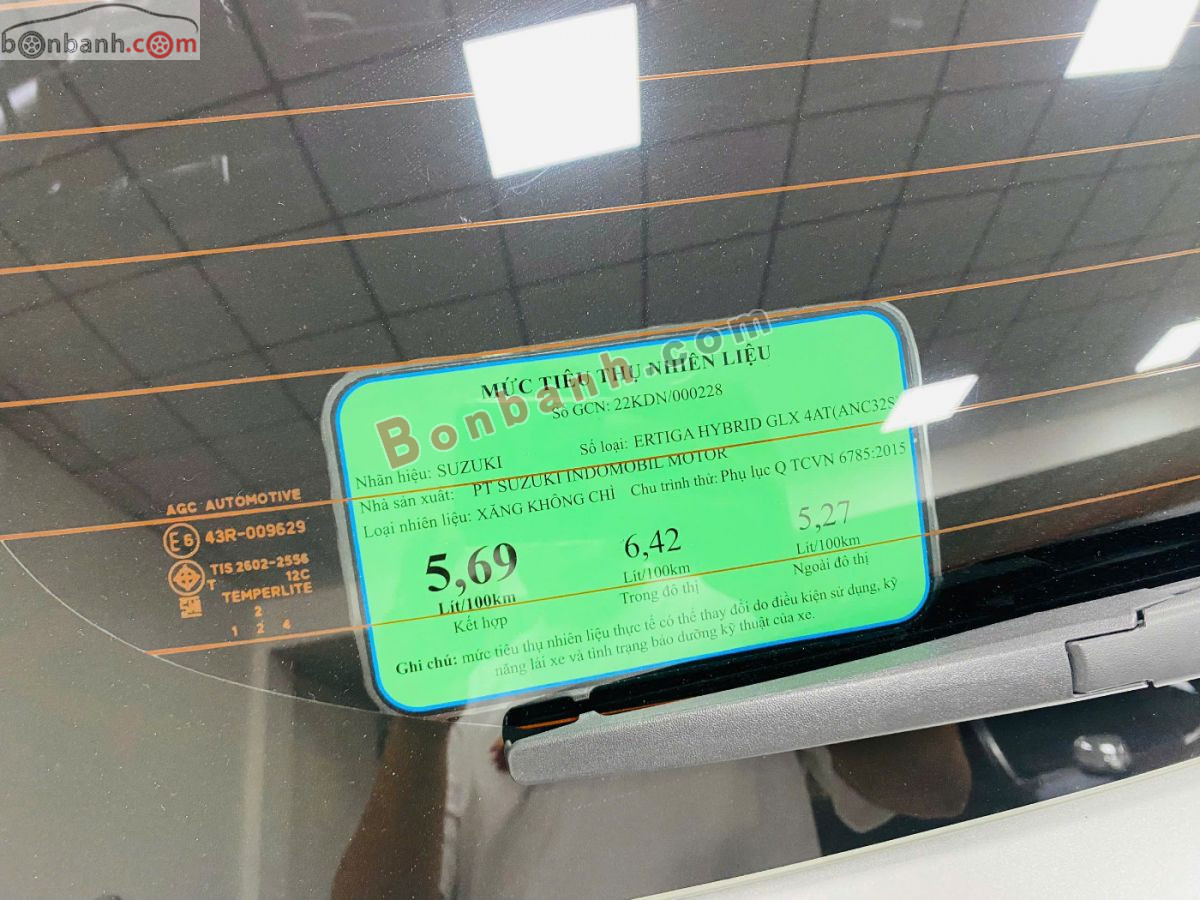 bonbanh.com
Bonbanh.com
MỨC TIÊU THỤ NHIÊN LIỆU
Số GCN: 22KDN/000228
Nhãn hiệu: SUZUKI Số loại: ERTIGA HYBRID GLX 4AT(ANC32S
Nhà sản xuất: PT SUZUKI INDOMOBIL MOTOR
Loại nhiên liệu: XĂNG KHÔNG CHÌ Chu trình thử: Phụ lục Q TCVN 6785:2015
5,69 6,42 5,27
Lít/100km Lít/100km Lít/100km
Kết hợp Trong đô thị Ngoài đô thị
Ghi chú: mức tiêu thụ nhiên liệu thực tế có thể thay đổi do điều kiện sử dụng, kỹ
năng lái xe và tình trạng bảo dưỡng kỹ thuật của xe.
AGC AUTOMOTIVE
E6 43R-009629
TIS 2602-2556
T 12C
TEMPERLITE
2
1 2 4